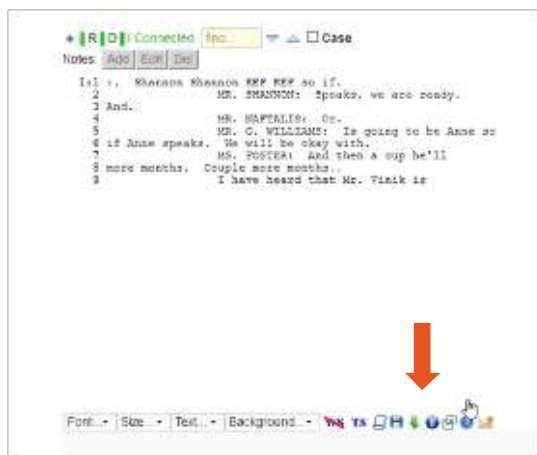 R D Connected find... Case
Notes: Add Edit Del
1:1 :. Shannon Shannon REF REF so if.
2 MR. SHANNON: Speaks, we are ready.
3 And.
4 MR. NAFTALIS: Or.
5 MR. G. WILLIAMS: Is going to be Anne so
6 if Anne speaks. We will be okay with.
7 MS. FOSTER: And then a cup he'll
8 more months. Couple more months..
9 I have heard that Mr. Vinik is
Font... Size... Text... Background... TS